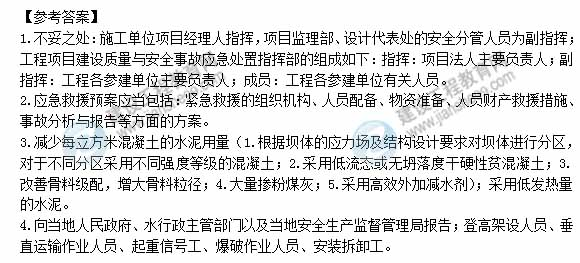 【参考答案】
1.不妥之处:施工单位项目经理人指挥，项目监理部、设计代表处的安全分管人员为副指挥;
工程项目建设质量与安全事故应急处置指挥部的组成如下:指挥:项目法人主要负责人;副
指挥:工程各参建单位主要负责人;成员:工程各参建单位有关人员。
2.应急救援预案应当包括:紧急救援的组织机构、人员配备、物资准备、人员财产救援措施、
事故分析与报告等方面的方案。
3.减少每立方米混凝土的水泥用量（1.根据坝体的应力场及结构设计要求对坝体进行分区，
对于不同分区采用不同强度等级的混凝土;2.采用低流态或无坍落度干硬性贫混凝土;3.
改善骨料级配，增大骨料粒径;4.大量掺粉煤灰;5.采用高效外加减水剂）;采用低发热量
的水泥。
4.向当地人民政府、水行政主管部门以及当地安全生产监督管理局报告;登高架设人员、垂
直运输作业人员、起重信号工、爆破作业人员、安装拆卸工。